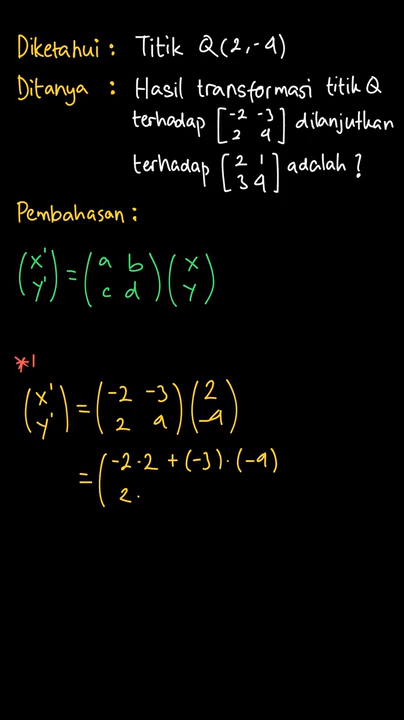 Diketahui : Titik Q(2,-4)
Ditanya : Hasil transformasi titik Q
terhadap [-2 -3
2 4] dilanjutkan
terhadap [2 1
3 4] adalah ?
Pembahasan :
(x'
y') = (a b
c d) (x
y)
*1
(x'
y') = (-2 -3
2 4) (2
-4)
= (-2·2 + (-3)·(-4)
2·